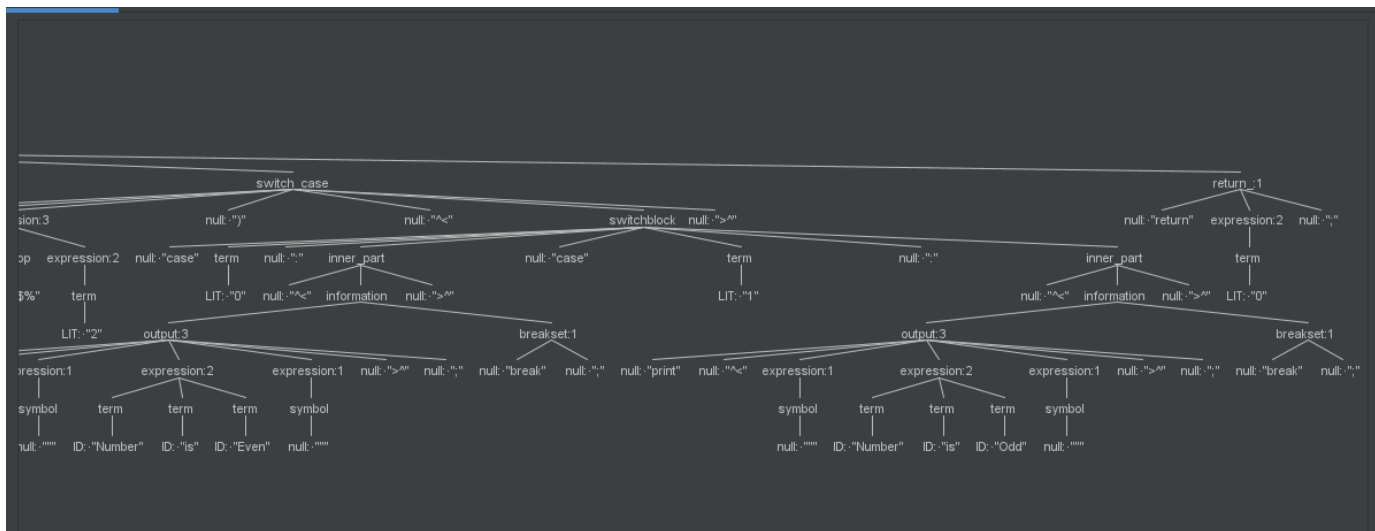 switch_case return_:1
sion:3 null:·")" null:·"^<" switchblock null:·">^" null:·"return" expression:2 null:·";"
op expression:2 null:·"case" term null:·":" inner_part null:·"case" term null:·":" inner_part term
$%" term LIT:·"0" null:·"^<" information null:·">^" LIT:·"1" null:·"^<" information null:·">^" LIT:·"0"
LIT:·"2" output:3 breakset:1 output:3 breakset:1
pression:1 expression:2 expression:1 null:·">^" null:·";" null:·"break" null:·";" null:·"print" null:·"^<" expression:1 expression:2 expression:1 null:·">^" null:·";" null:·"break" null:·";"
symbol term term term symbol symbol term term term symbol
null:·""" ID:·"Number" ID:·"is" ID:·"Even" null:·""" null:·""" ID:·"Number" ID:·"is" ID:·"Odd" null:·"""